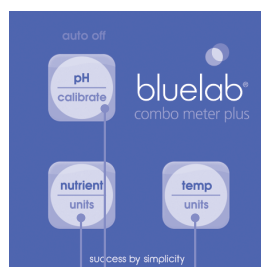 auto off
pH
calibrate
bluelab®
combo meter plus
nutrient
units
temp
units
success by simplicity